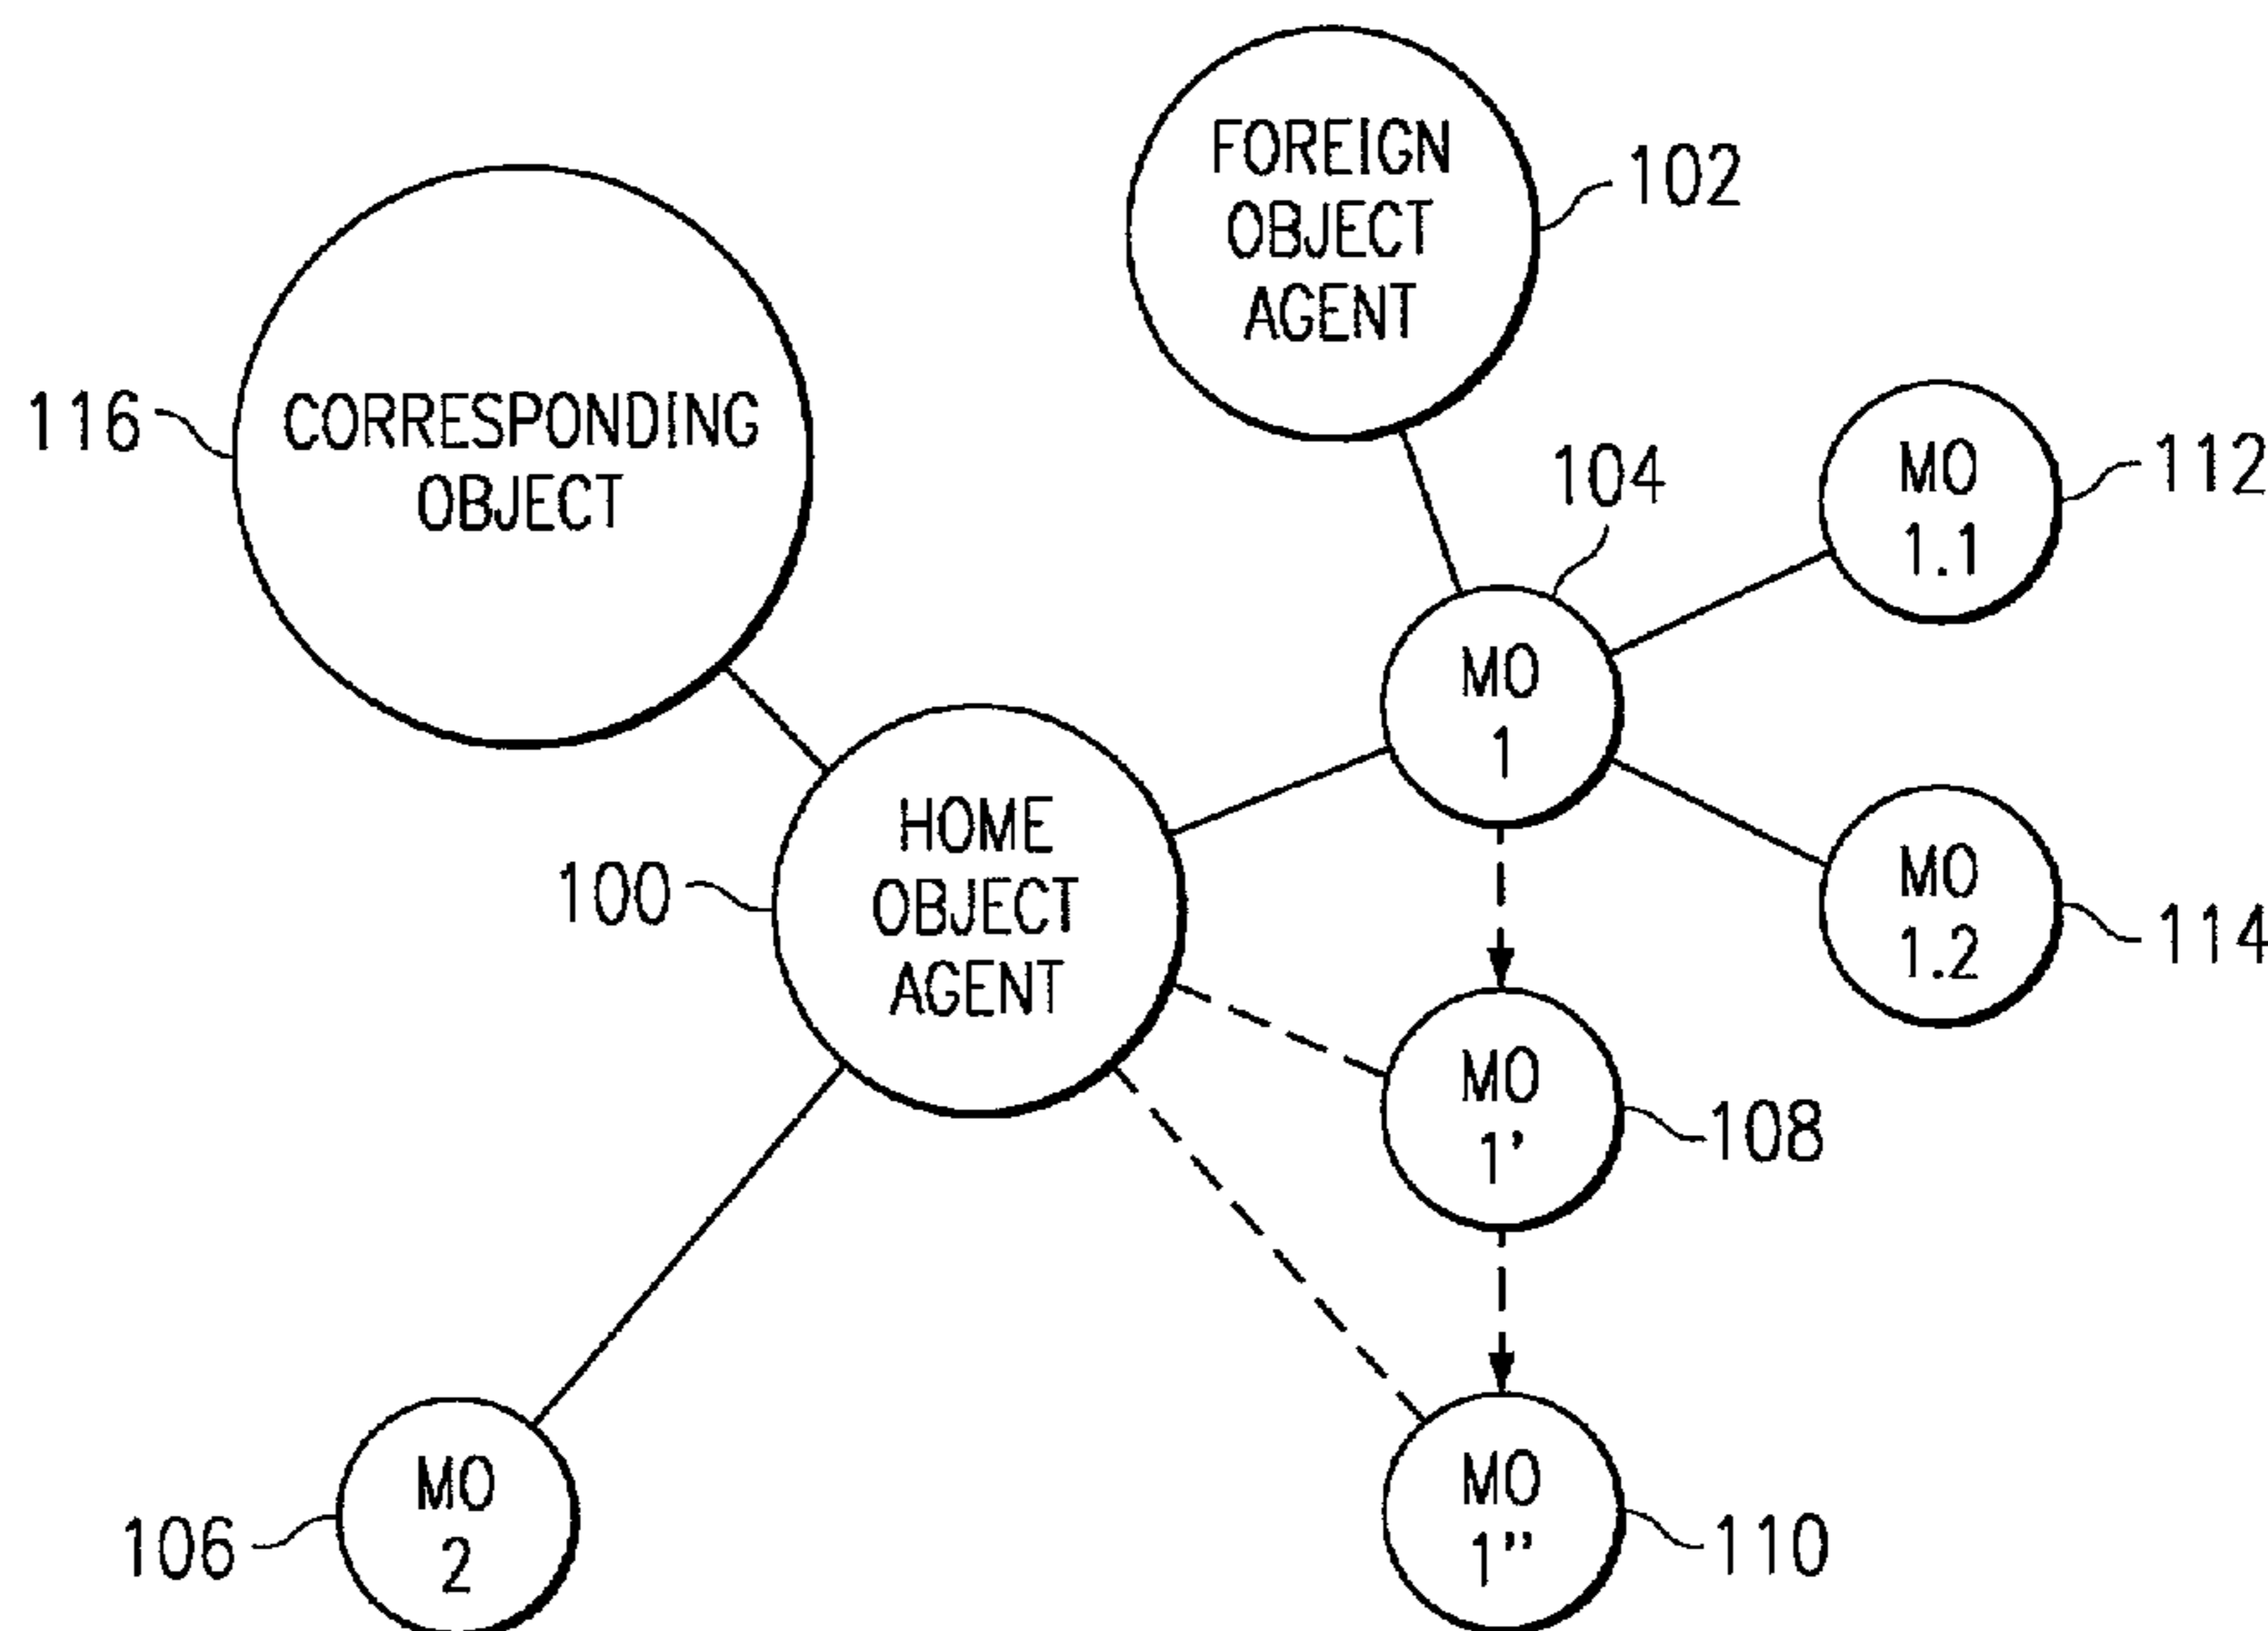 FOREIGN
OBJECT
AGENT
102
116
CORRESPONDING
OBJECT
104
MO
1.1
112
MO
1
100
HOME
OBJECT
AGENT
MO
1.2
114
MO
1'
108
106
MO
2
MO
1"
110